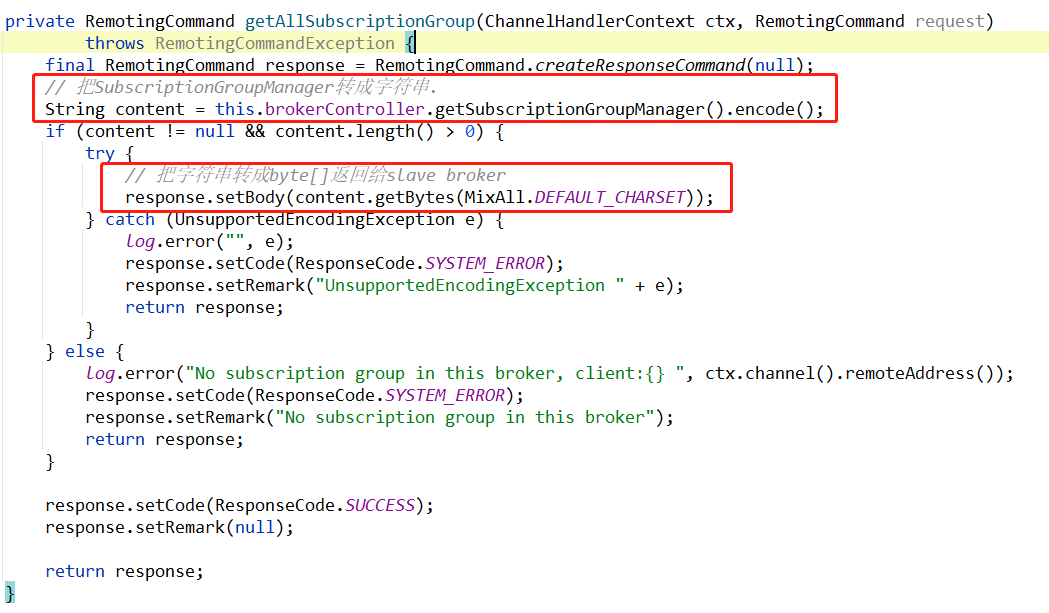 private RemotingCommand getAllSubscriptionGroup(ChannelHandlerContext ctx, RemotingCommand request)
throws RemotingCommandException {
final RemotingCommand response = RemotingCommand.createResponseCommand(null);
// 把SubscriptionGroupManager转成字符串.
String content = this.brokerController.getSubscriptionGroupManager().encode();
if (content != null && content.length() > 0) {
try {
// 把字符串转成byte[]返回给slave broker
response.setBody(content.getBytes(MixAll.DEFAULT_CHARSET));
} catch (UnsupportedEncodingException e) {
log.error("", e);
response.setCode(ResponseCode.SYSTEM_ERROR);
response.setRemark("UnsupportedEncodingException " + e);
return response;
}
} else {
log.error("No subscription group in this broker, client:{} ", ctx.channel().remoteAddress());
response.setCode(ResponseCode.SYSTEM_ERROR);
response.setRemark("No subscription group in this broker");
return response;
}
response.setCode(ResponseCode.SUCCESS);
response.setRemark(null);
return response;
}